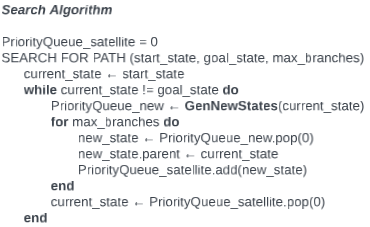 Search Algorithm
PriorityQueue_satellite = 0
SEARCH FOR PATH (start_state, goal_state, max_branches)
current_state ← start_state
while current_state != goal_state do
PriorityQueue_new ← GenNewStates(current_state)
for max_branches do
new_state ← PriorityQueue_new.pop(0)
new_state.parent ← current_state
PriorityQueue_satellite.add(new_state)
end
current_state ← PriorityQueue_satellite.pop(0)
end